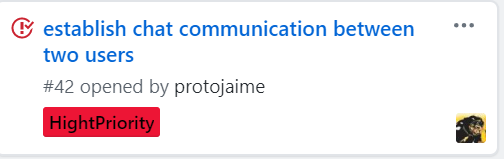 establish chat communication between
two users
#42 opened by protojaime
HightPriority